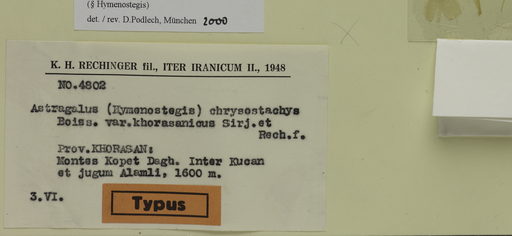 (§ Hymenostegis)
det. / rev. D.Podlech, München 2000
K. H. RECHINGER fil., ITER IRANICUM II., 1948
NO.4802
Astragalus (Hymenostegis) chrysostachys
Boiss. var.khorasanicus Sirj.et
Rech.f.
Prov.KHORASAN:
Montes Kopet Dagh. Inter Kucan
et jugum Alamli, 1600 m.
3.VI.
Typus